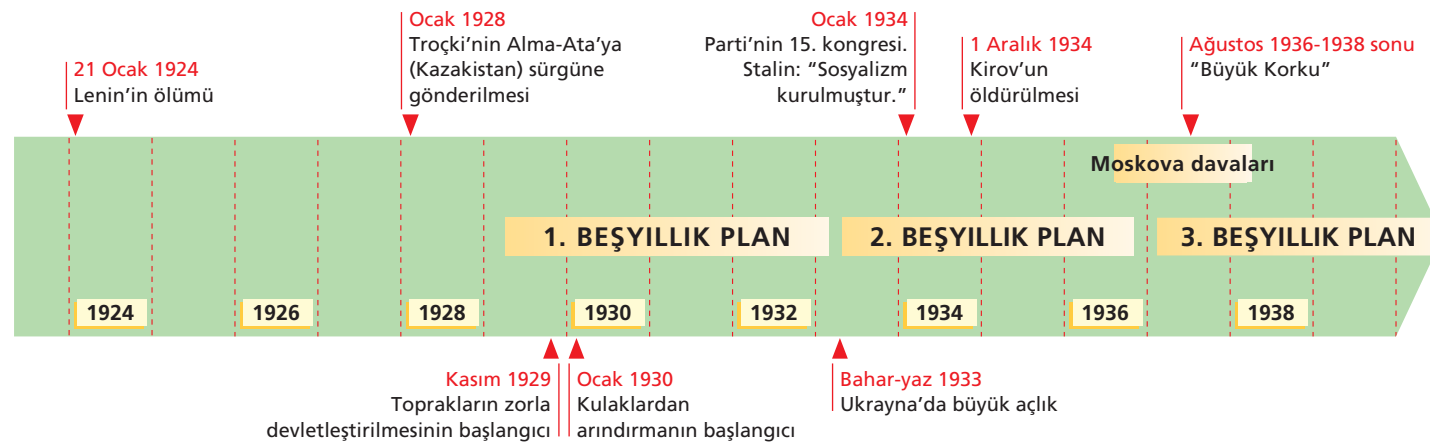 21 Ocak 1924
Lenin’in ölümü
Ocak 1928
Troçki’nin Alma-Ata’ya
(Kazakistan) sürgüne
gönderilmesi
Ocak 1934
Parti’nin 15. kongresi.
Stalin: “Sosyalizm
kurulmuştur.”
1 Aralık 1934
Kirov’un
öldürülmesi
Ağustos 1936-1938 sonu
“Büyük Korku”
Moskova davaları
1. BEŞYILLIK PLAN
2. BEŞYILLIK PLAN
3. BEŞYILLIK PLAN
1924
1926
1928
1930
1932
1934
1936
1938
Kasım 1929
Toprakların zorla
devletleştirilmesinin başlangıcı
Ocak 1930
Kulaklardan
arındırmanın başlangıcı
Bahar-yaz 1933
Ukrayna’da büyük açlık